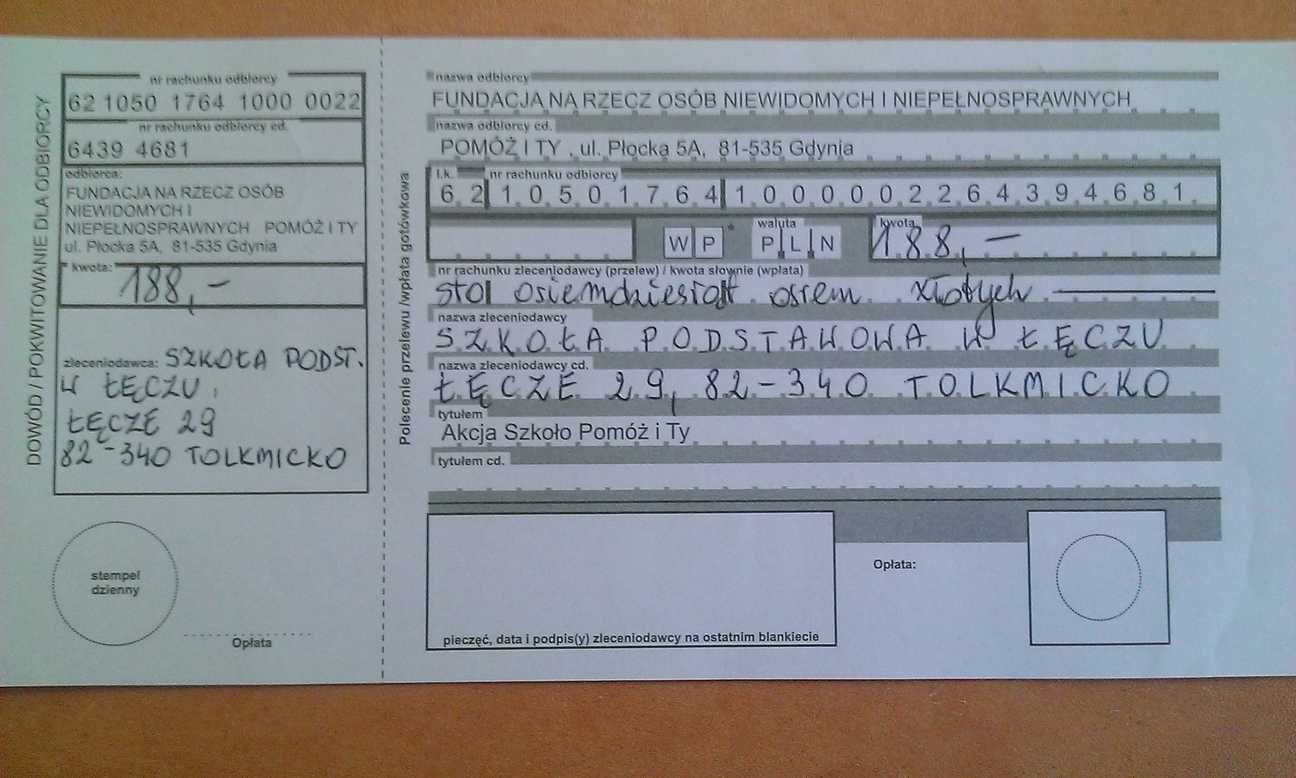 DOWÓD / POKWITOWANIE DLA ODBIORCY
nr rachunku odbiorcy
62 1050 1764 1000 0022
nr rachunku odbiorcy cd.
6439 4681
odbiorca:
FUNDACJA NA RZECZ OSÓB
NIEWIDOMYCH I
NIEPEŁNOSPRAWNYCH POMÓŻ I TY
ul. Płocka 5A, 81-535 Gdynia
kwota:
188,-
zleceniodawca: SZKOŁA PODST.
W ŁĘCZU,
ŁĘCZE 29
82-340 TOLKMICKO
stempel
dzienny
Opłata
Polecenie przelewu /wpłata gotówkowa
nazwa odbiorcy
FUNDACJA NA RZECZ OSÓB NIEWIDOMYCH I NIEPEŁNOSPRAWNYCH
nazwa odbiorcy cd.
POMÓŻ I TY , ul. Płocka 5A, 81-535 Gdynia
l.k. nr rachunku odbiorcy
62 10501764 1000002264394681
waluta kwota
WP* PLN 188,-
nr rachunku zleceniodawcy (przelew) / kwota słownie (wpłata)
sto osiemdziesiąt osiem złotych
nazwa zleceniodawcy
SZKOŁA PODSTAWOWA W ŁĘCZU
nazwa zleceniodawcy cd.
ŁĘCZE 29, 82-340 TOLKMICKO
tytułem
Akcja Szkoło Pomóż i Ty
tytułem cd.
Opłata:
pieczęć, data i podpis(y) zleceniodawcy na ostatnim blankiecie